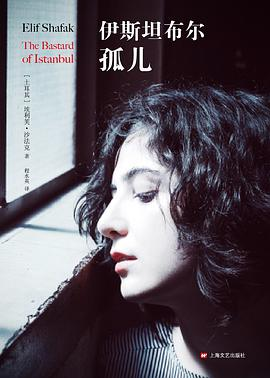 Elif Shafak
The Bastard
of Istanbul
伊斯坦布尔
孤儿
[土耳其] 埃利芙·沙法克 著
程水英 译
上海文艺出版社